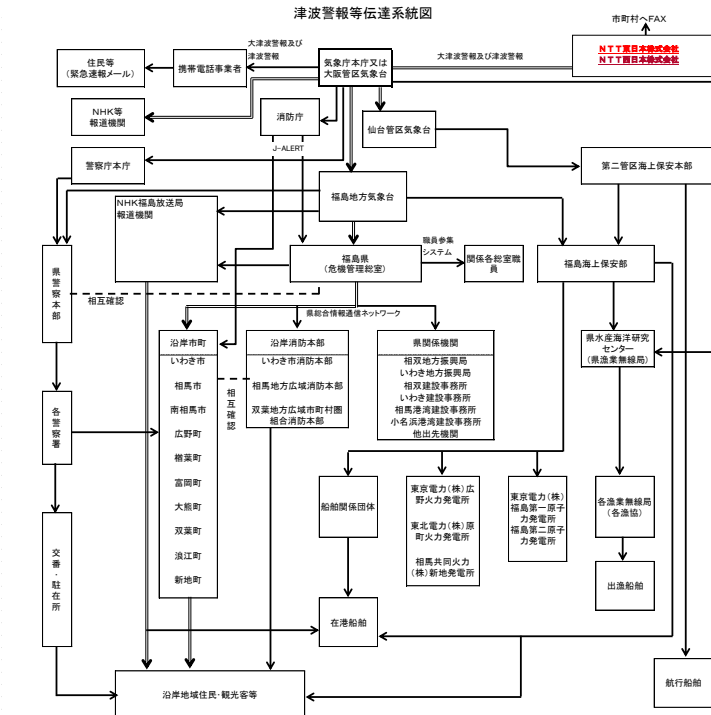 津波警報等伝達系統図
市町村へFAX
大津波警報及び
津波警報
大津波警報及び津波警報
NTT東日本株式会社
NTT西日本株式会社
住民等
(緊急速報メール)
携帯電話事業者
気象庁本庁又は
大阪管区気象台
NHK等
報道機関
消防庁
仙台管区気象台
J-ALERT
警察庁本庁
第二管区海上保安本部
福島地方気象台
NHK福島放送局
報道機関
職員参集
システム
県警察本部
福島県
(危機管理総室)
関係各総室職
員
福島海上保安部
相互確認
県総合情報通信ネットワーク
沿岸市町
いわき市
相馬市
南相馬市
広野町
楢葉町
富岡町
大熊町
双葉町
浪江町
新地町
沿岸消防本部
いわき市消防本部
相馬地方広域消防本部
双葉地方広域市町村圏
組合消防本部
相互確認
県関係機関
相双地方振興局
いわき地方振興局
相双建設事務所
いわき建設事務所
相馬港湾建設事務所
小名浜港湾建設事務所
他出先機関
県水産海洋研究
センター
(県漁業無線局)
各警察署
船舶関係団体
東京電力(株)広
野火力発電所
東北電力(株)原
町火力発電所
相馬共同火力
(株)新地発電所
東京電力(株)
福島第一原子
力発電所
福島第二原子
力発電所
各漁業無線局
(各漁協)
交番・駐在所
出漁船舶
在港船舶
沿岸地域住民・観光客等
航行船舶